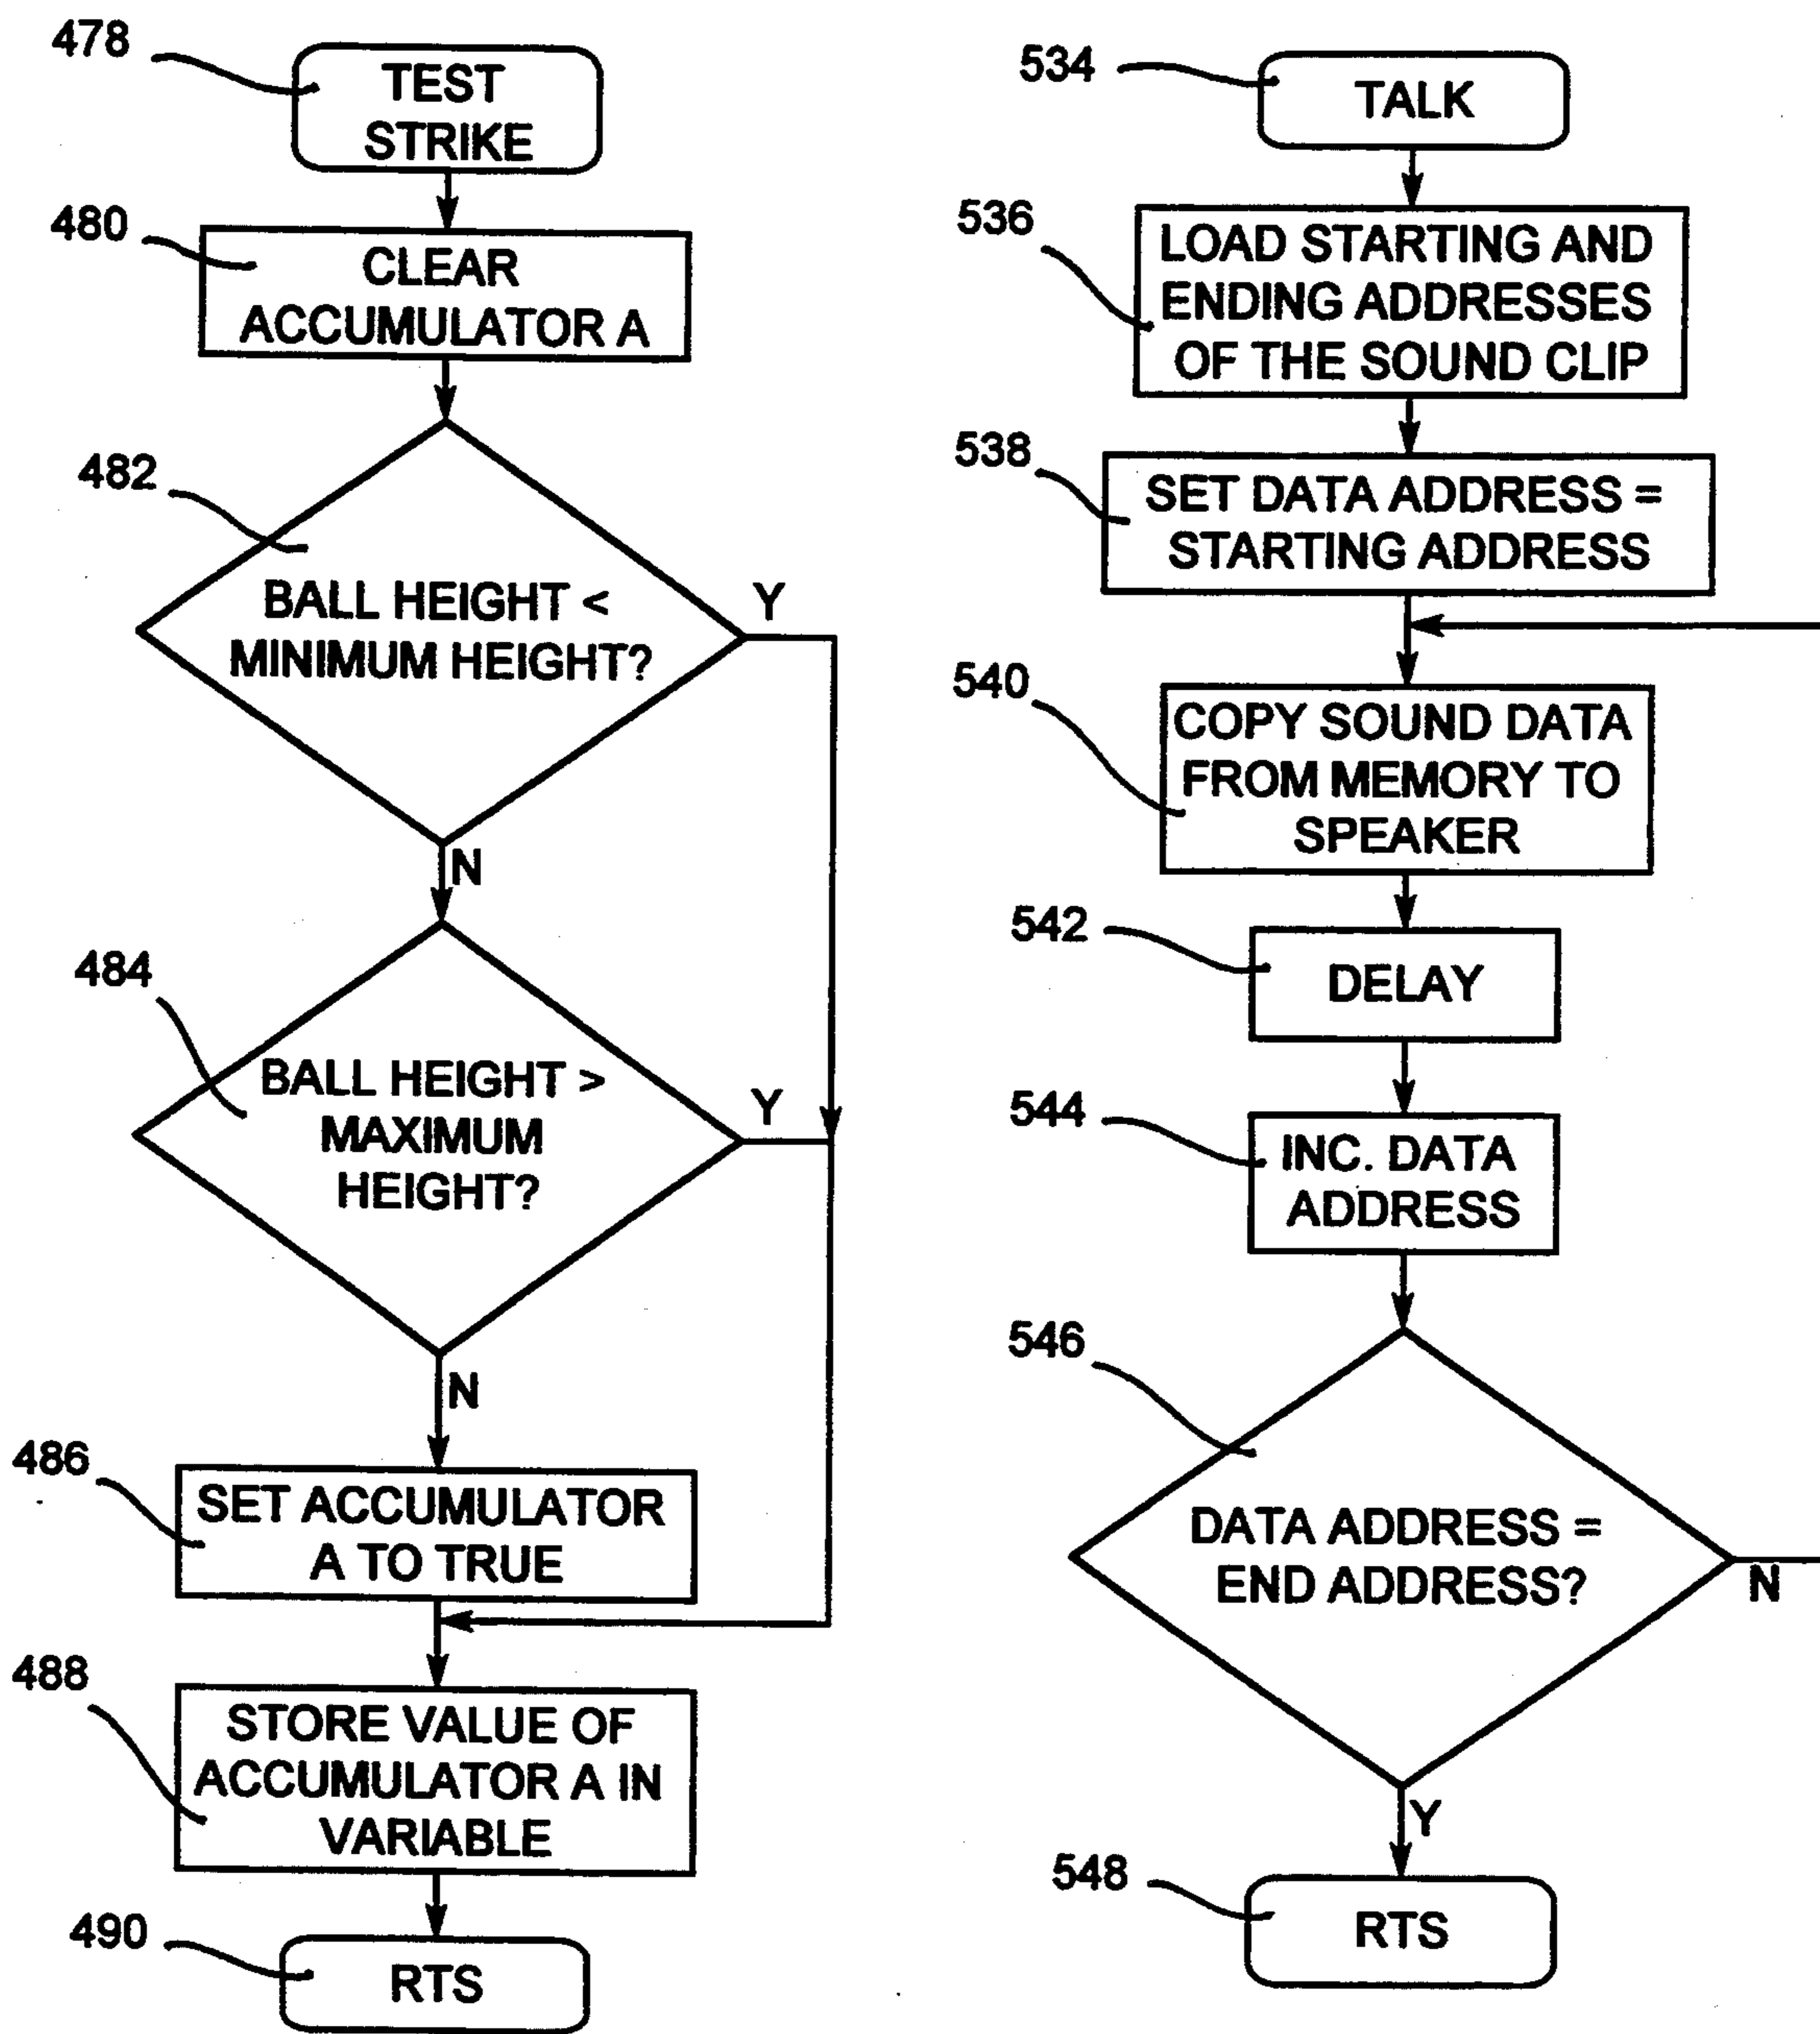 478
TEST
STRIKE
480
CLEAR
ACCUMULATOR A
482
BALL HEIGHT <
MINIMUM HEIGHT?
Y
N
484
BALL HEIGHT >
MAXIMUM
HEIGHT?
Y
N
486
SET ACCUMULATOR
A TO TRUE
488
STORE VALUE OF
ACCUMULATOR A IN
VARIABLE
490
RTS
534
TALK
536
LOAD STARTING AND
ENDING ADDRESSES
OF THE SOUND CLIP
538
SET DATA ADDRESS =
STARTING ADDRESS
540
COPY SOUND DATA
FROM MEMORY TO
SPEAKER
542
DELAY
544
INC. DATA
ADDRESS
546
DATA ADDRESS =
END ADDRESS?
N
Y
548
RTS